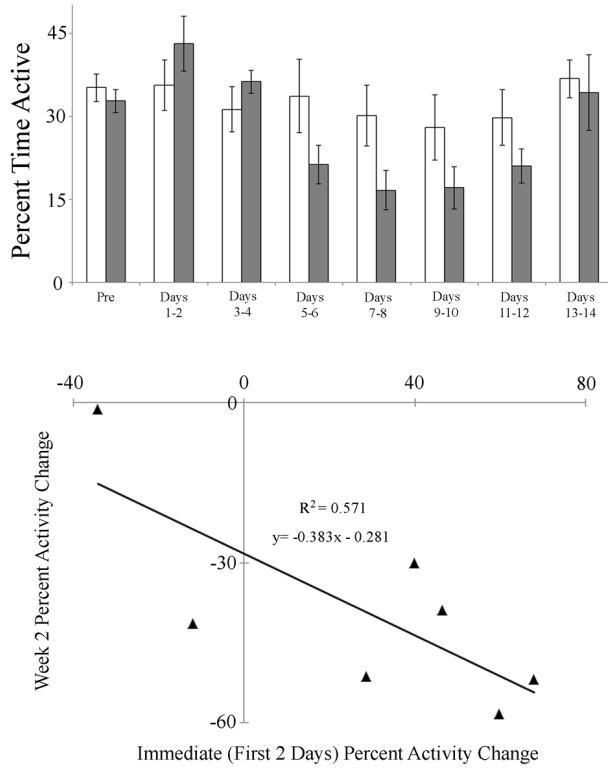 Percent Time Active
45
30
15
0
Pre
Days
1-2
Days
3-4
Days
5-6
Days
7-8
Days
9-10
Days
11-12
Days
13-14
-40
0
40
80
0
-30
-60
Week 2 Percent Activity Change
R² = 0.571
y= -0.383x - 0.281
Immediate (First 2 Days) Percent Activity Change